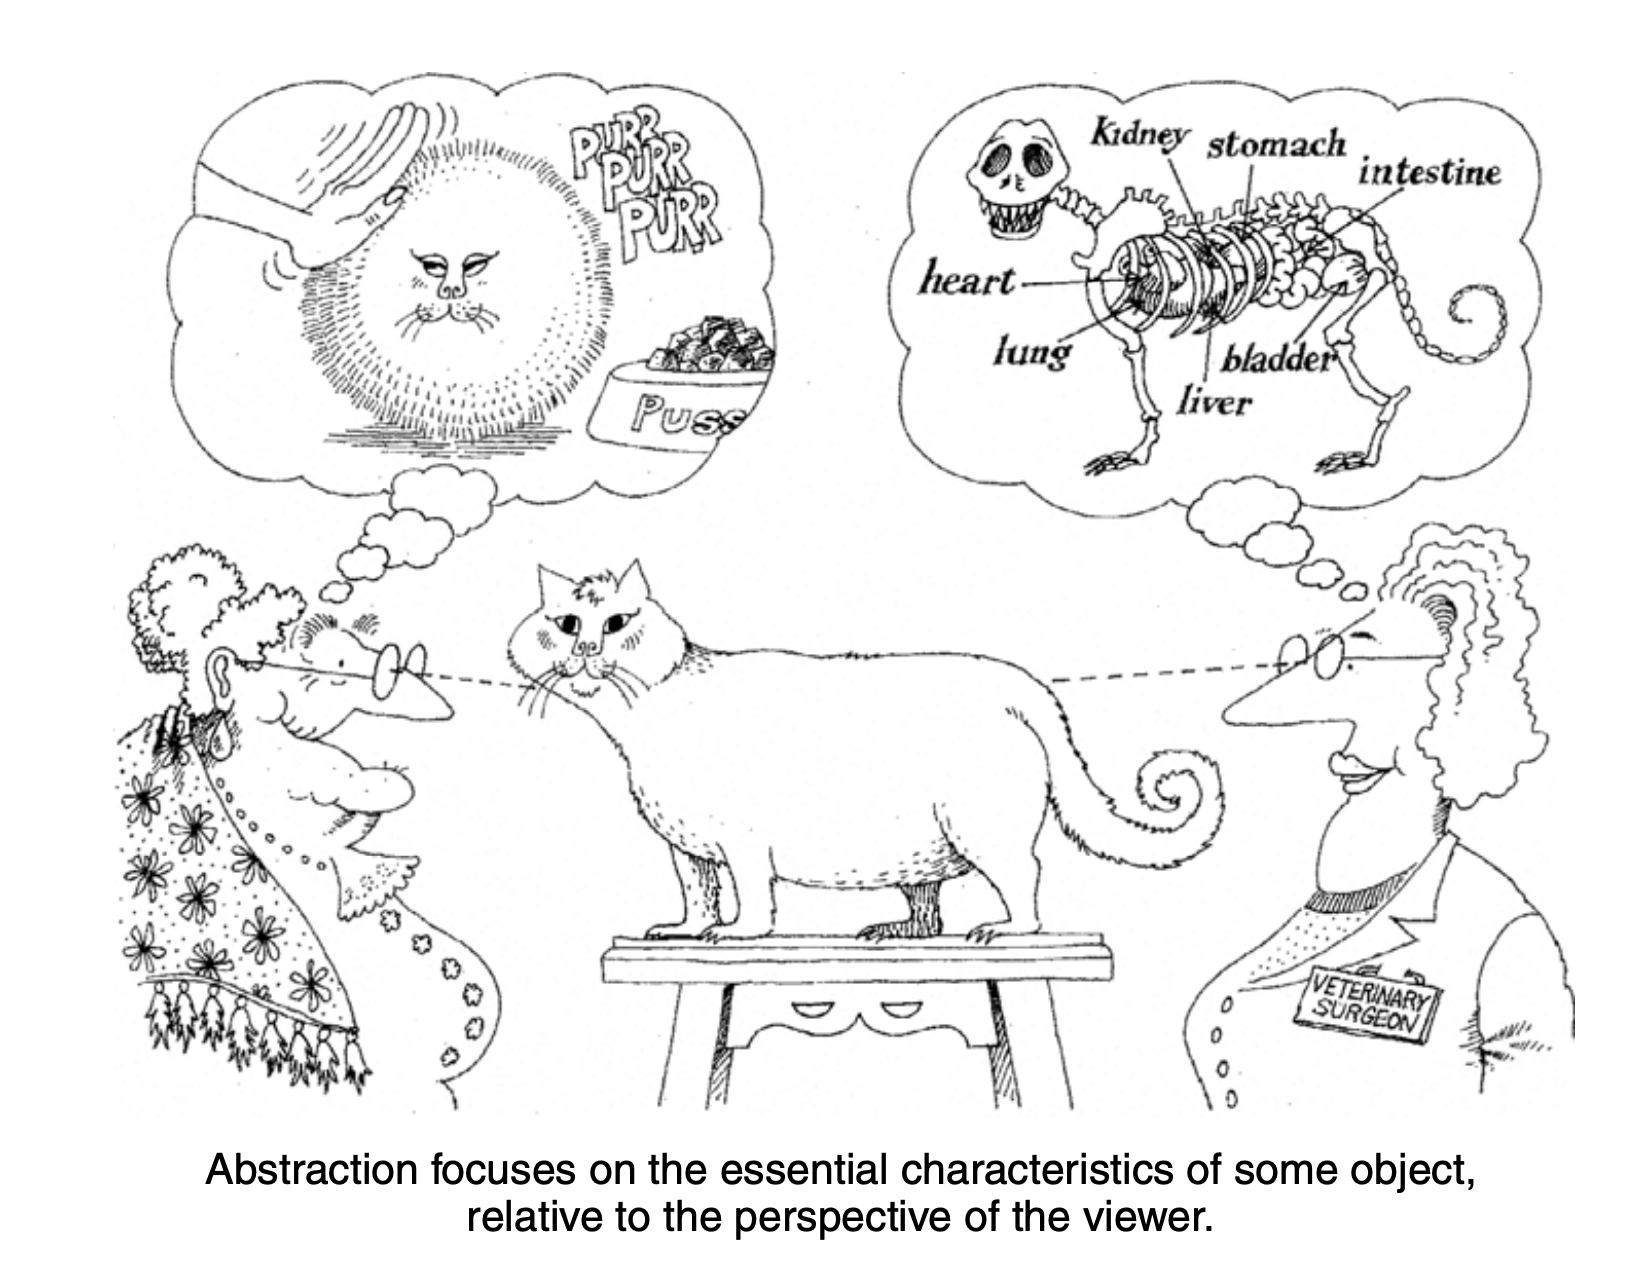 PURR
PURR
PURR
PUSS
Kidney
stomach
intestine
heart
lung
bladder
liver
VETERINARY
SURGEON
Abstraction focuses on the essential characteristics of some object,
relative to the perspective of the viewer.